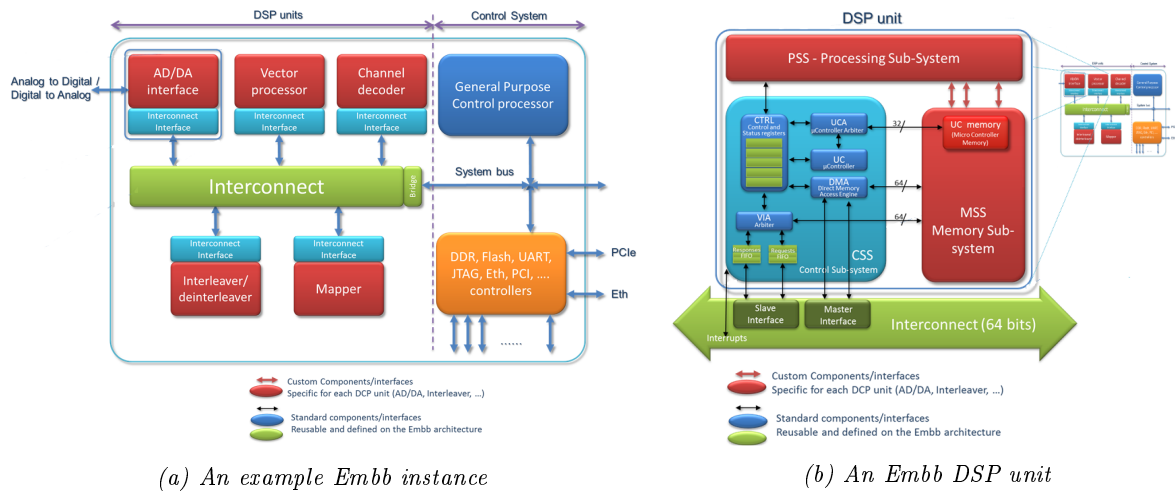 DSP units
Control System
Analog to Digital /
Digital to Analog
AD/DA
interface
Interconnect
Interface
Vector
processor
Interconnect
Interface
Channel
decoder
Interconnect
Interface
General Purpose
Control processor
Interconnect
Bridge
System bus
Interconnect
Interface
Interleaver/
deinterleaver
Interconnect
Interface
Mapper
DDR, Flash, UART,
JTAG, Eth, PCI, ....
controllers
PCIe
Eth
......
Custom Components/interfaces
Specific for each DCP unit (AD/DA, Interleaver, ...)
Standard components/interfaces
Reusable and defined on the Embb architecture
(a) An example Embb instance
DSP unit
PSS - Processing Sub-System
CTRL
Control and
Status registers
UCA
µController Arbiter
UC
µController
DMA
Direct Memory
Access Engine
VIA
Arbiter
Responses
FIFO
Requests
FIFO
CSS
Control Sub-system
32/
64/
64/
UC memory
(Micro Controller
Memory)
MSS
Memory Sub-
system
Slave
Interface
Master
Interface
Interconnect (64 bits)
Interrupts
Custom Components/interfaces
Specific for each DCP unit (AD/DA, Interleaver, ...)
Standard components/interfaces
Reusable and defined on the Embb architecture
(b) An Embb DSP unit